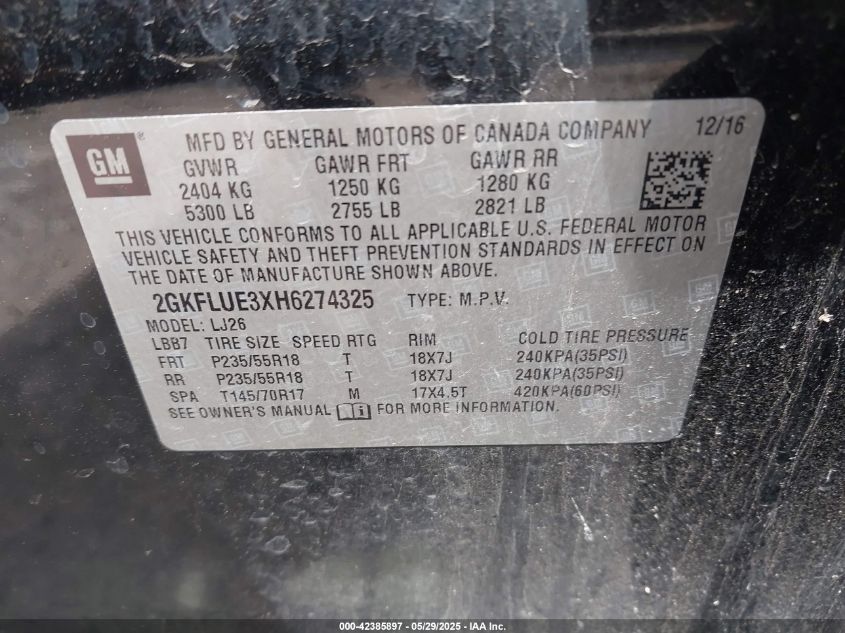 GM ®
MFD BY GENERAL MOTORS OF CANADA COMPANY 12/16
GVWR GAWR FRT GAWR RR
2404 KG 1250 KG 1280 KG
5300 LB 2755 LB 2821 LB
THIS VEHICLE CONFORMS TO ALL APPLICABLE U.S. FEDERAL MOTOR
VEHICLE SAFETY AND THEFT PREVENTION STANDARDS IN EFFECT ON
THE DATE OF MANUFACTURE SHOWN ABOVE.
2GKFLUE3XH6274325 TYPE: M.P.V.
MODEL: LJ26
LBB7 TIRE SIZE SPEED RTG RIM COLD TIRE PRESSURE
FRT P235/55R18 T 18X7J 240KPA(35PSI)
RR P235/55R18 T 18X7J 240KPA(35PSI)
SPA T145/70R17 M 17X4.5T 420KPA(60PSI)
SEE OWNER'S MANUAL FOR MORE INFORMATION.
000-42385897 - 05/29/2025 - IAA Inc.